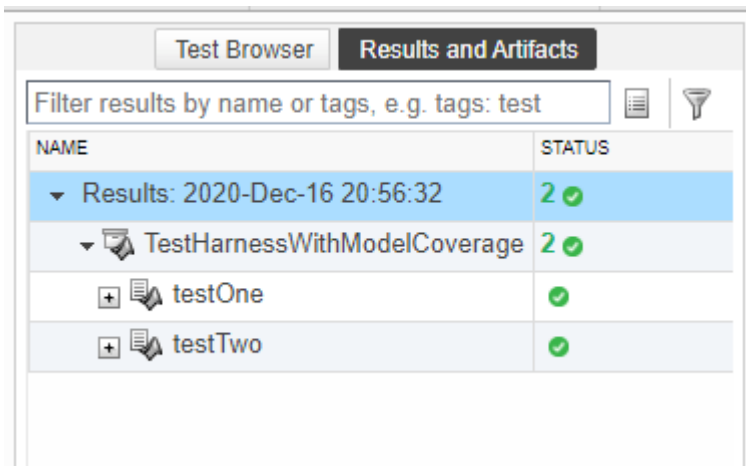 Test Browser Results and Artifacts
Filter results by name or tags, e.g. tags: test
NAME STATUS
Results: 2020-Dec-16 20:56:32 2
TestHarnessWithModelCoverage 2
testOne
testTwo